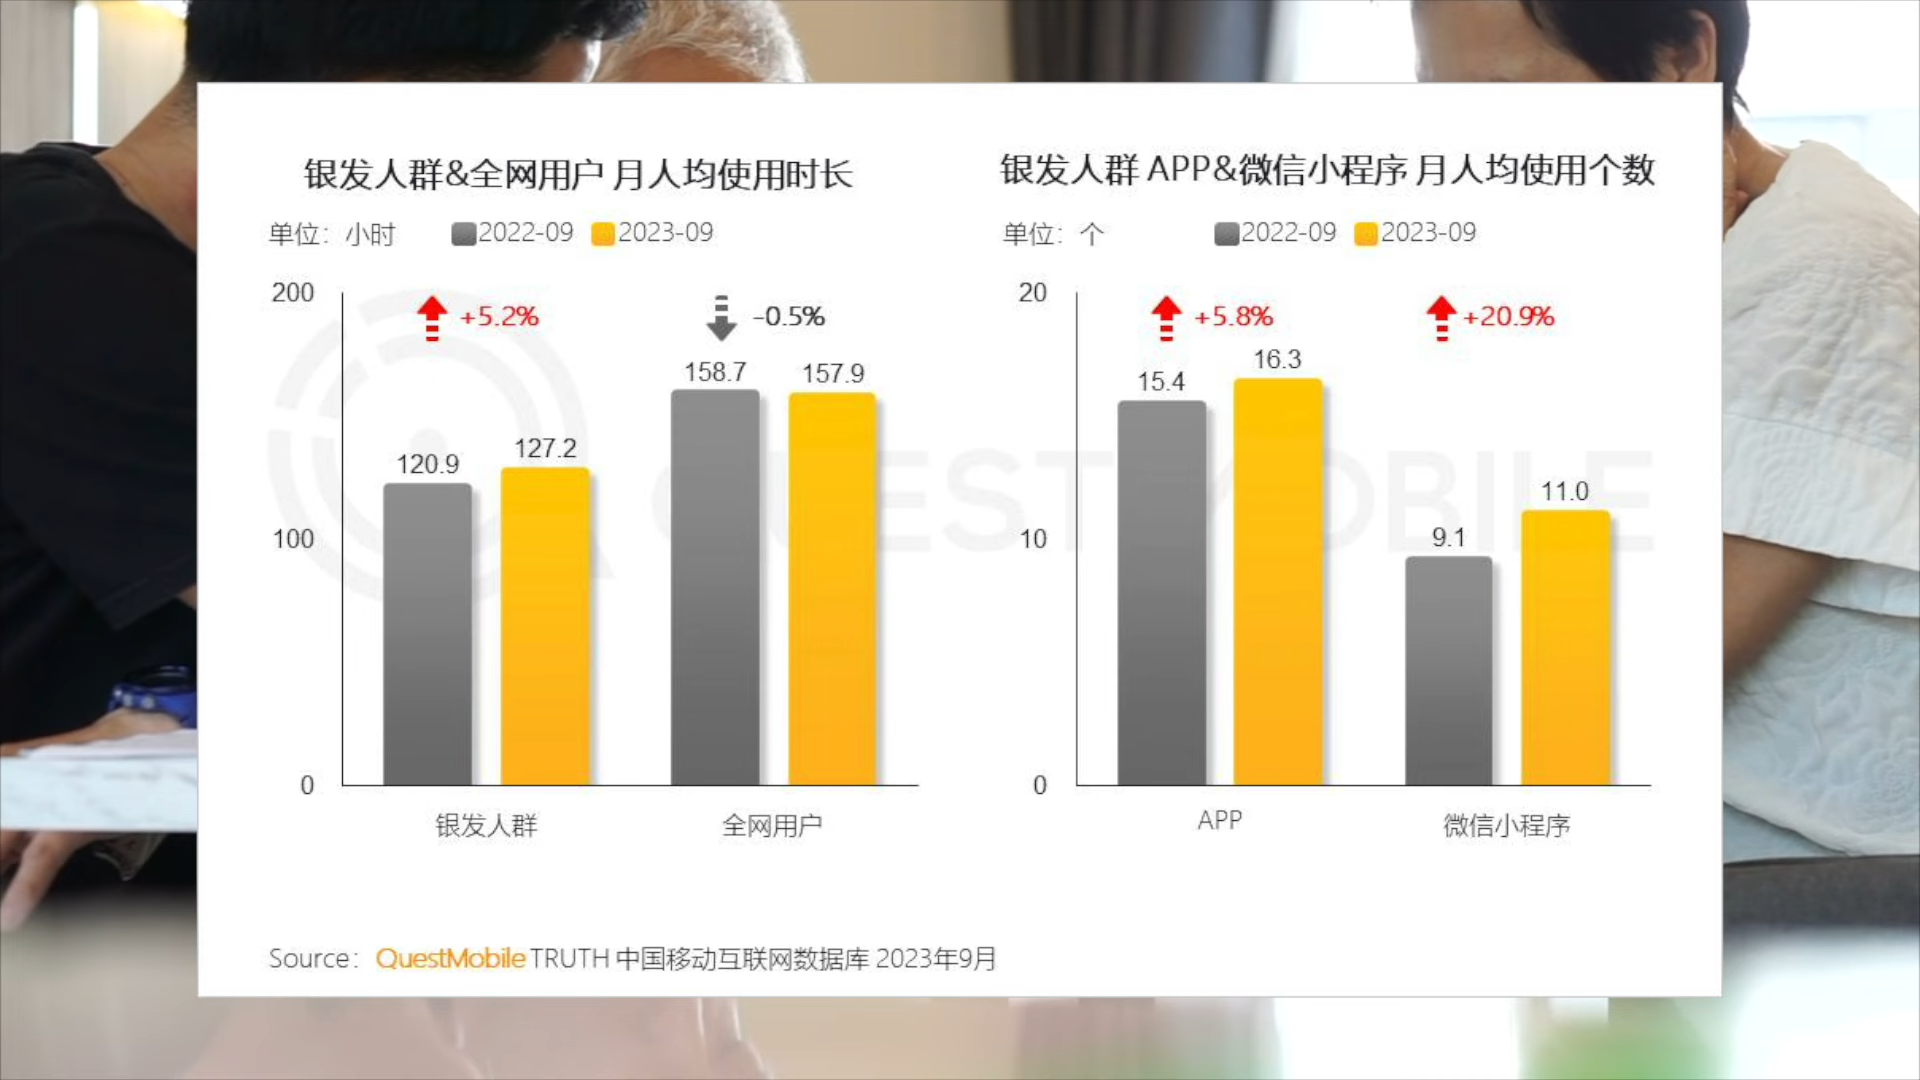 银发人群&全网用户 月人均使用时长
单位：小时 2022-09 2023-09
200
100
0
+5.2%
-0.5%
120.9
127.2
158.7
157.9
银发人群
全网用户
银发人群 APP&微信小程序 月人均使用个数
单位：个 2022-09 2023-09
20
10
0
+5.8%
+20.9%
15.4
16.3
9.1
11.0
APP
微信小程序
QUESTMOBILE
Source：QuestMobile TRUTH 中国移动互联网数据库 2023年9月